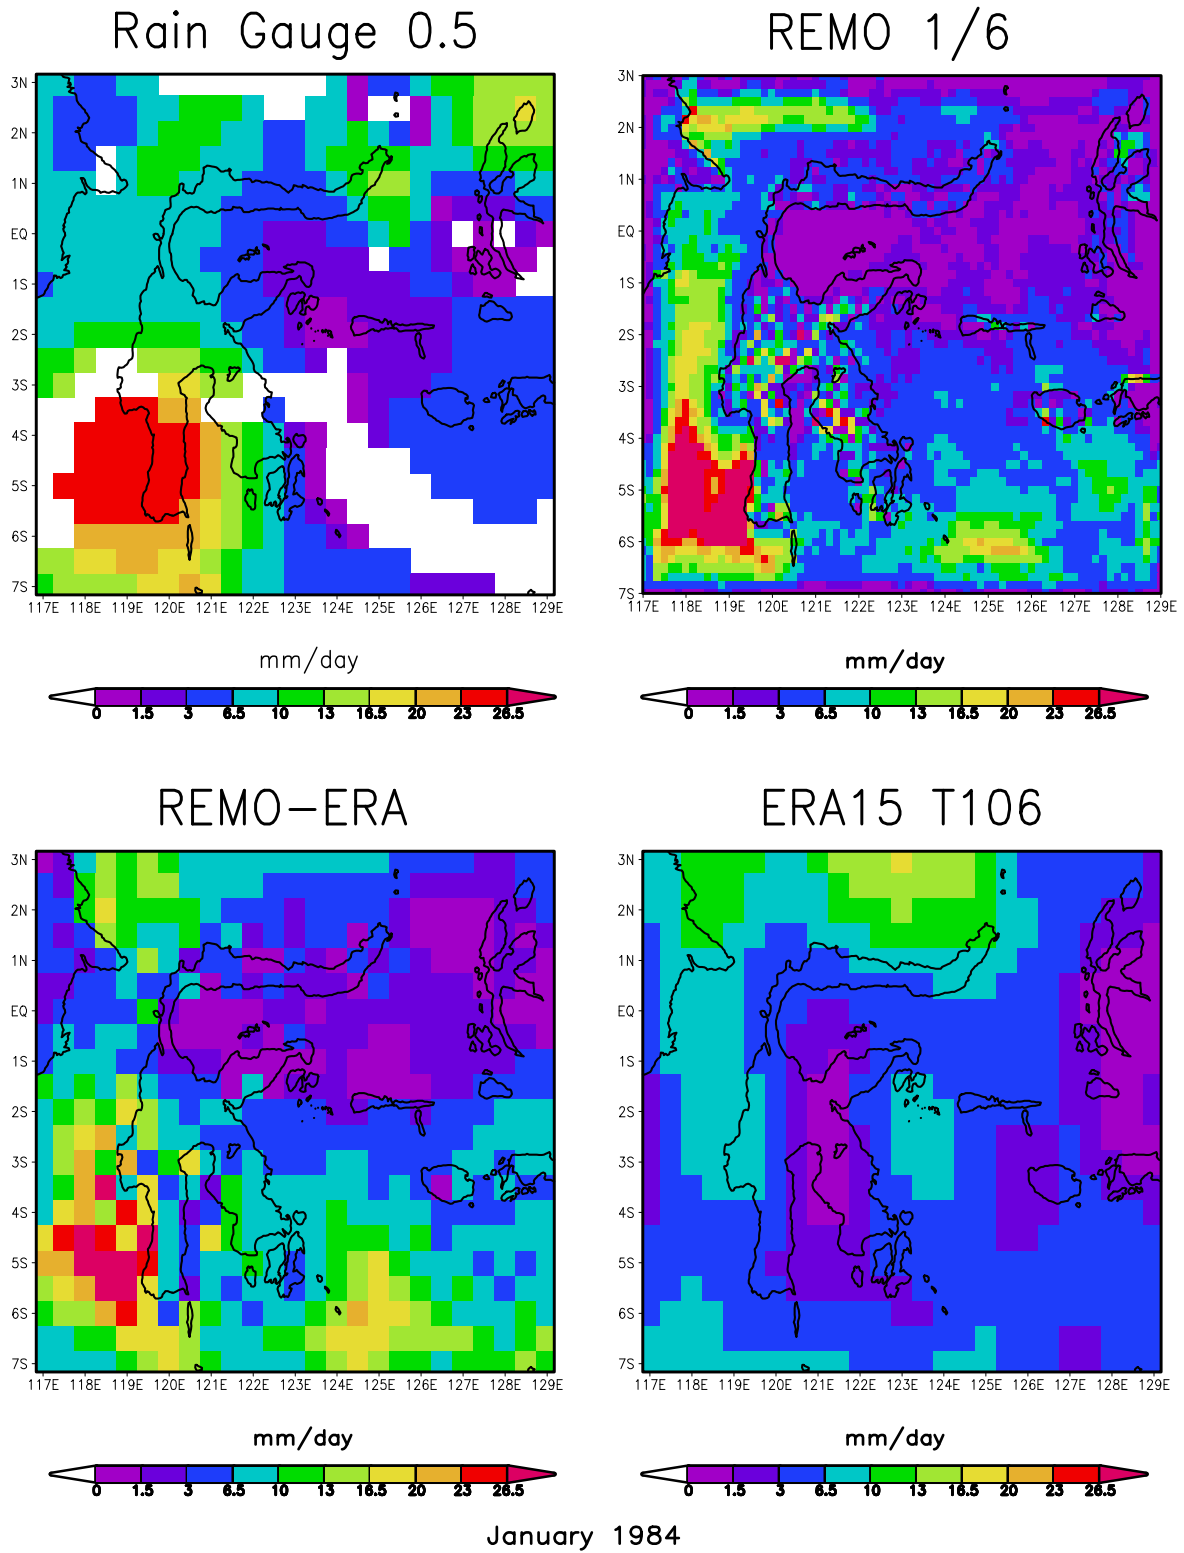 Rain Gauge 0.5
REMO 1/6
3N
2N
1N
EQ
1S
2S
3S
4S
5S
6S
7S
117E 118E 119E 120E 121E 122E 123E 124E 125E 126E 127E 128E 129E
3N
2N
1N
EQ
1S
2S
3S
4S
5S
6S
7S
117E 118E 119E 120E 121E 122E 123E 124E 125E 126E 127E 128E 129E
mm/day
0 1.5 3 6.5 10 13 16.5 20 23 26.5
mm/day
0 1.5 3 6.5 10 13 16.5 20 23 26.5
REMO-ERA
ERA15 T106
3N
2N
1N
EQ
1S
2S
3S
4S
5S
6S
7S
117E 118E 119E 120E 121E 122E 123E 124E 125E 126E 127E 128E 129E
3N
2N
1N
EQ
1S
2S
3S
4S
5S
6S
7S
117E 118E 119E 120E 121E 122E 123E 124E 125E 126E 127E 128E 129E
mm/day
0 1.5 3 6.5 10 13 16.5 20 23 26.5
mm/day
0 1.5 3 6.5 10 13 16.5 20 23 26.5
January 1984